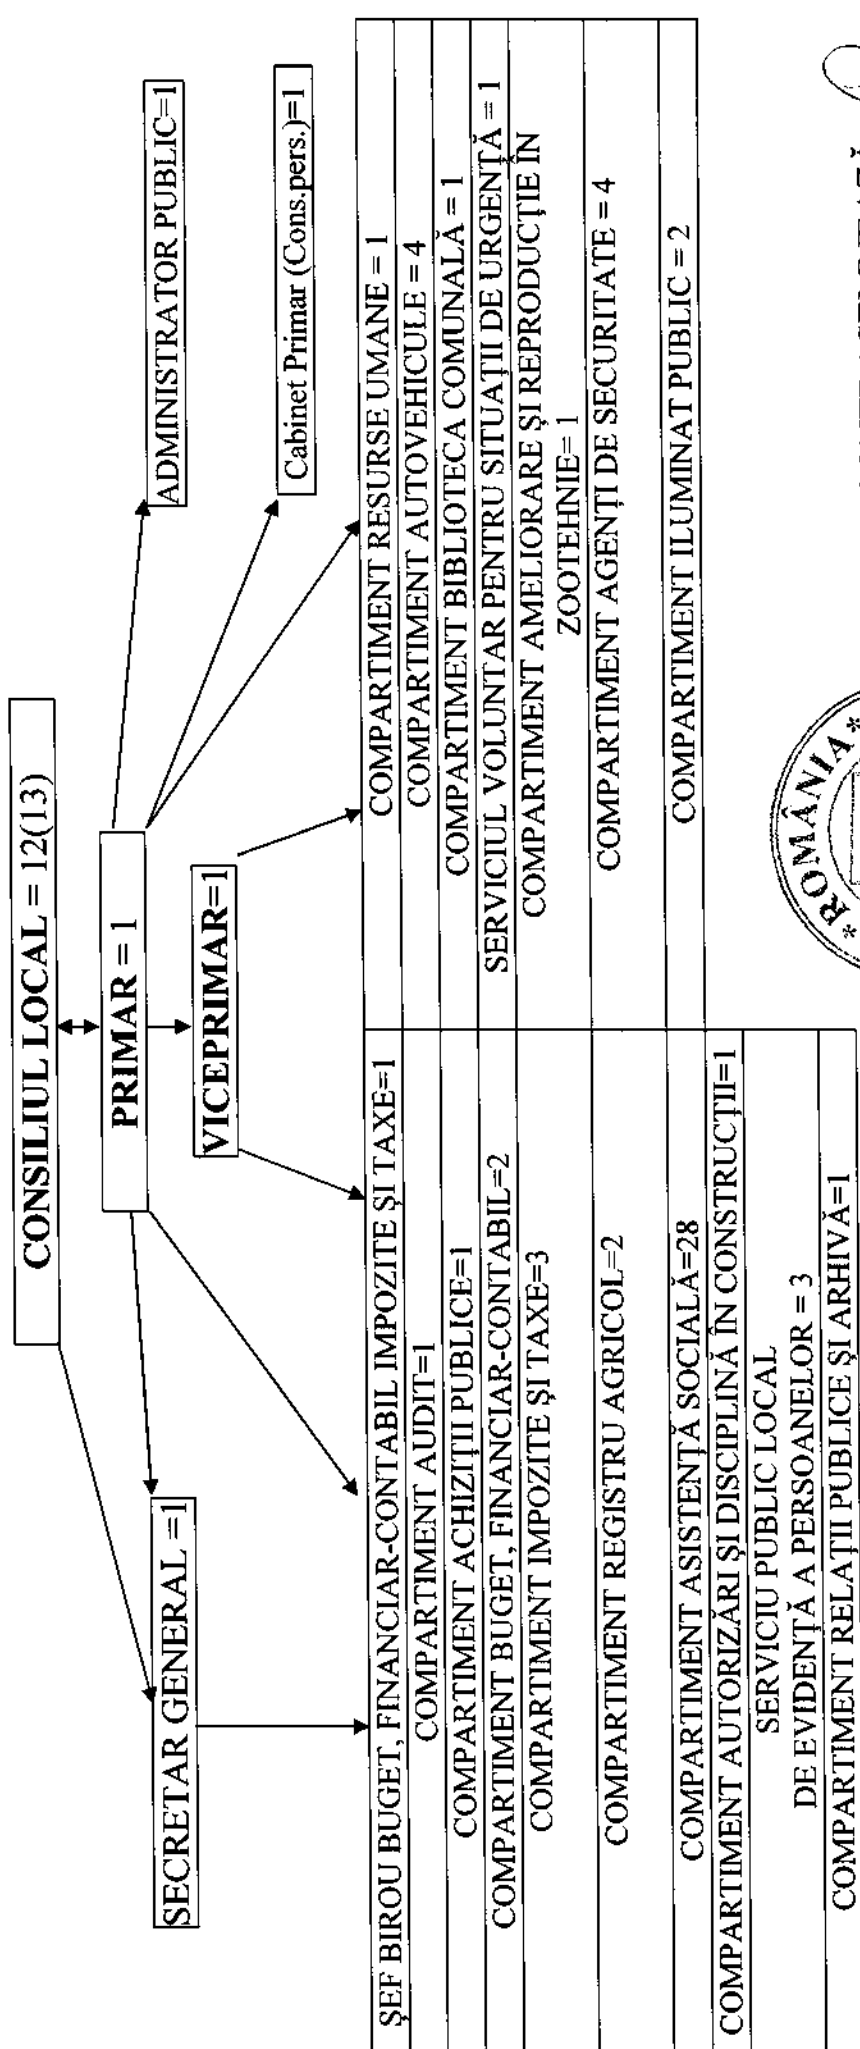 CONSILIUL LOCAL = 12(13)
PRIMAR = 1
ADMINISTRATOR PUBLIC=1
SECRETAR GENERAL =1
VICEPRIMAR=1
Cabinet Primar (Cons.pers.)=1
ŞEF BIROU BUGET, FINANCIAR-CONTABIL IMPOZITE ŞI TAXE=1
COMPARTIMENT AUDIT=1
COMPARTIMENT ACHIZIŢII PUBLICE=1
COMPARTIMENT BUGET, FINANCIAR-CONTABIL=2
COMPARTIMENT IMPOZITE ŞI TAXE=3
COMPARTIMENT REGISTRU AGRICOL=2
COMPARTIMENT ASISTENŢĂ SOCIALĂ=28
COMPARTIMENT AUTORIZĂRI ŞI DISCIPLINĂ ÎN CONSTRUCŢII=1
SERVICIU PUBLIC LOCAL
DE EVIDENŢĂ A PERSOANELOR = 3
COMPARTIMENT RELAŢII PUBLICE ŞI ARHIVĂ=1
COMPARTIMENT RESURSE UMANE = 1
COMPARTIMENT AUTOVEHICULE = 4
COMPARTIMENT BIBLIOTECA COMUNALĂ = 1
SERVICIUL VOLUNTAR PENTRU SITUAŢII DE URGENŢĂ = 1
COMPARTIMENT AMELIORARE ŞI REPRODUCŢIE ÎN
ZOOTEHNIE= 1
COMPARTIMENT AGENŢI DE SECURITATE = 4
COMPARTIMENT ILUMINAT PUBLIC = 2
* ROMÂNIA *